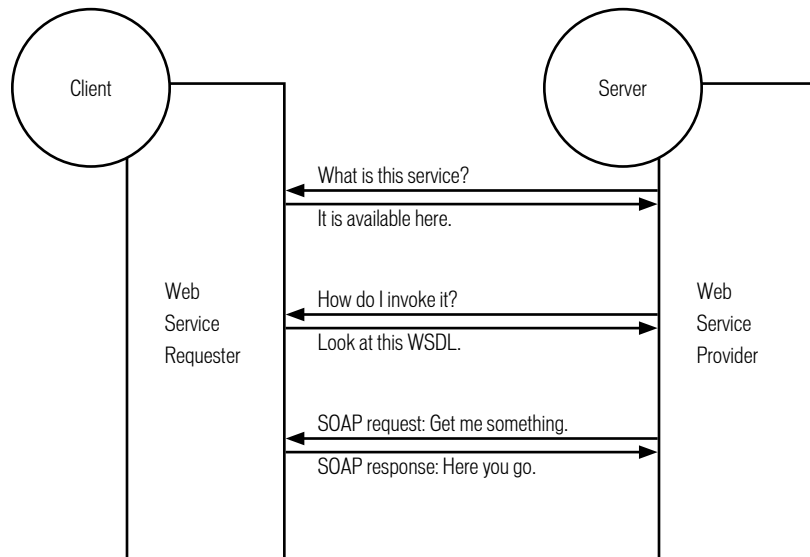 Client
Server
What is this service?
It is available here.
Web
Service
Requester
How do I invoke it?
Look at this WSDL.
Web
Service
Provider
SOAP request: Get me something.
SOAP response: Here you go.